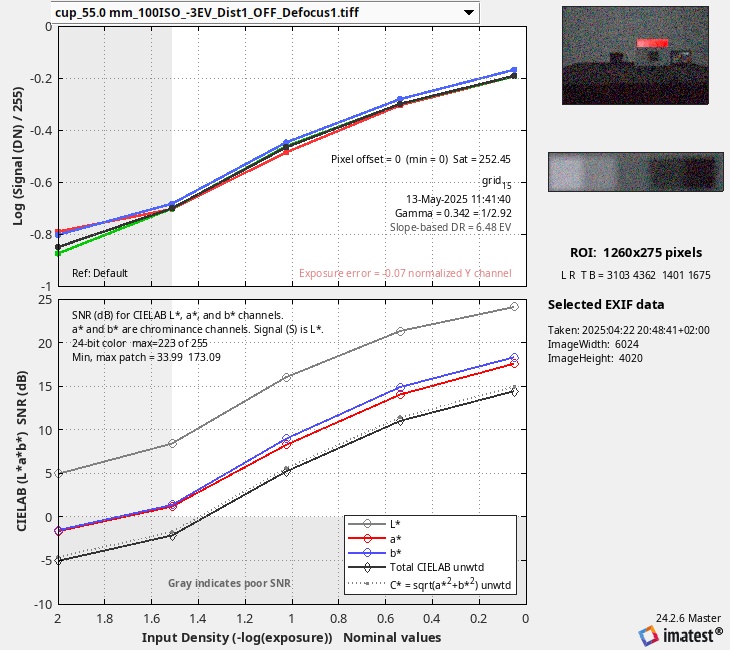 cup_55.0 mm_100ISO_-3EV_Dist1_OFF_Defocus1.tiff
0
-0.2
-0.4
-0.6
-0.8
-1
Log (Signal (DN) / 255)
Pixel offset = 0 (min = 0) Sat = 252.45
grid_15
13-May-2025 11:41:40
Gamma = 0.342 = 1/2.92
Slope-based DR = 6.48 EV
Ref: Default
Exposure error = -0.07 normalized Y channel
ROI: 1260x275 pixels
L R T B = 3103 4362 1401 1675
Selected EXIF data
Taken: 2025:04:22 20:48:41+02:00
ImageWidth: 6024
ImageHeight: 4020
25
20
15
10
5
0
-5
-10
CIELAB (L*a*b*) SNR (dB)
SNR (dB) for CIELAB L*, a*, and b* channels.
a* and b* are chrominance channels. Signal (S) is L*.
24-bit color max=223 of 255
Min, max patch = 33.99 173.09
L*
a*
b*
Total CIELAB unwtd
C* = sqrt(a*2+b*2) unwtd
Gray indicates poor SNR
2 1.8 1.6 1.4 1.2 1 0.8 0.6 0.4 0.2 0
Input Density (-log(exposure)) Nominal values
24.2.6 Master
imatest®